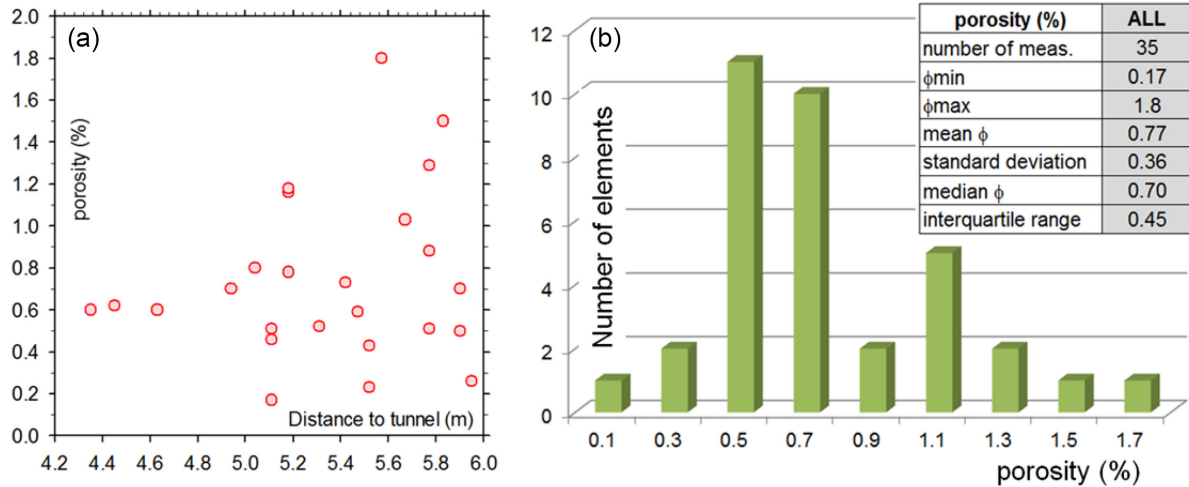 (a)
2.0
1.8
1.6
1.4
1.2
1.0
0.8
0.6
0.4
0.2
0.0
porosity (%)
Distance to tunnel (m)
4.2 4.4 4.6 4.8 5.0 5.2 5.4 5.6 5.8 6.0
(b)
12
10
8
6
4
2
0
Number of elements
0.1 0.3 0.5 0.7 0.9 1.1 1.3 1.5 1.7
porosity (%)
porosity (%) ALL
number of meas. 35
ϕmin 0.17
ϕmax 1.8
mean ϕ 0.77
standard deviation 0.36
median ϕ 0.70
interquartile range 0.45